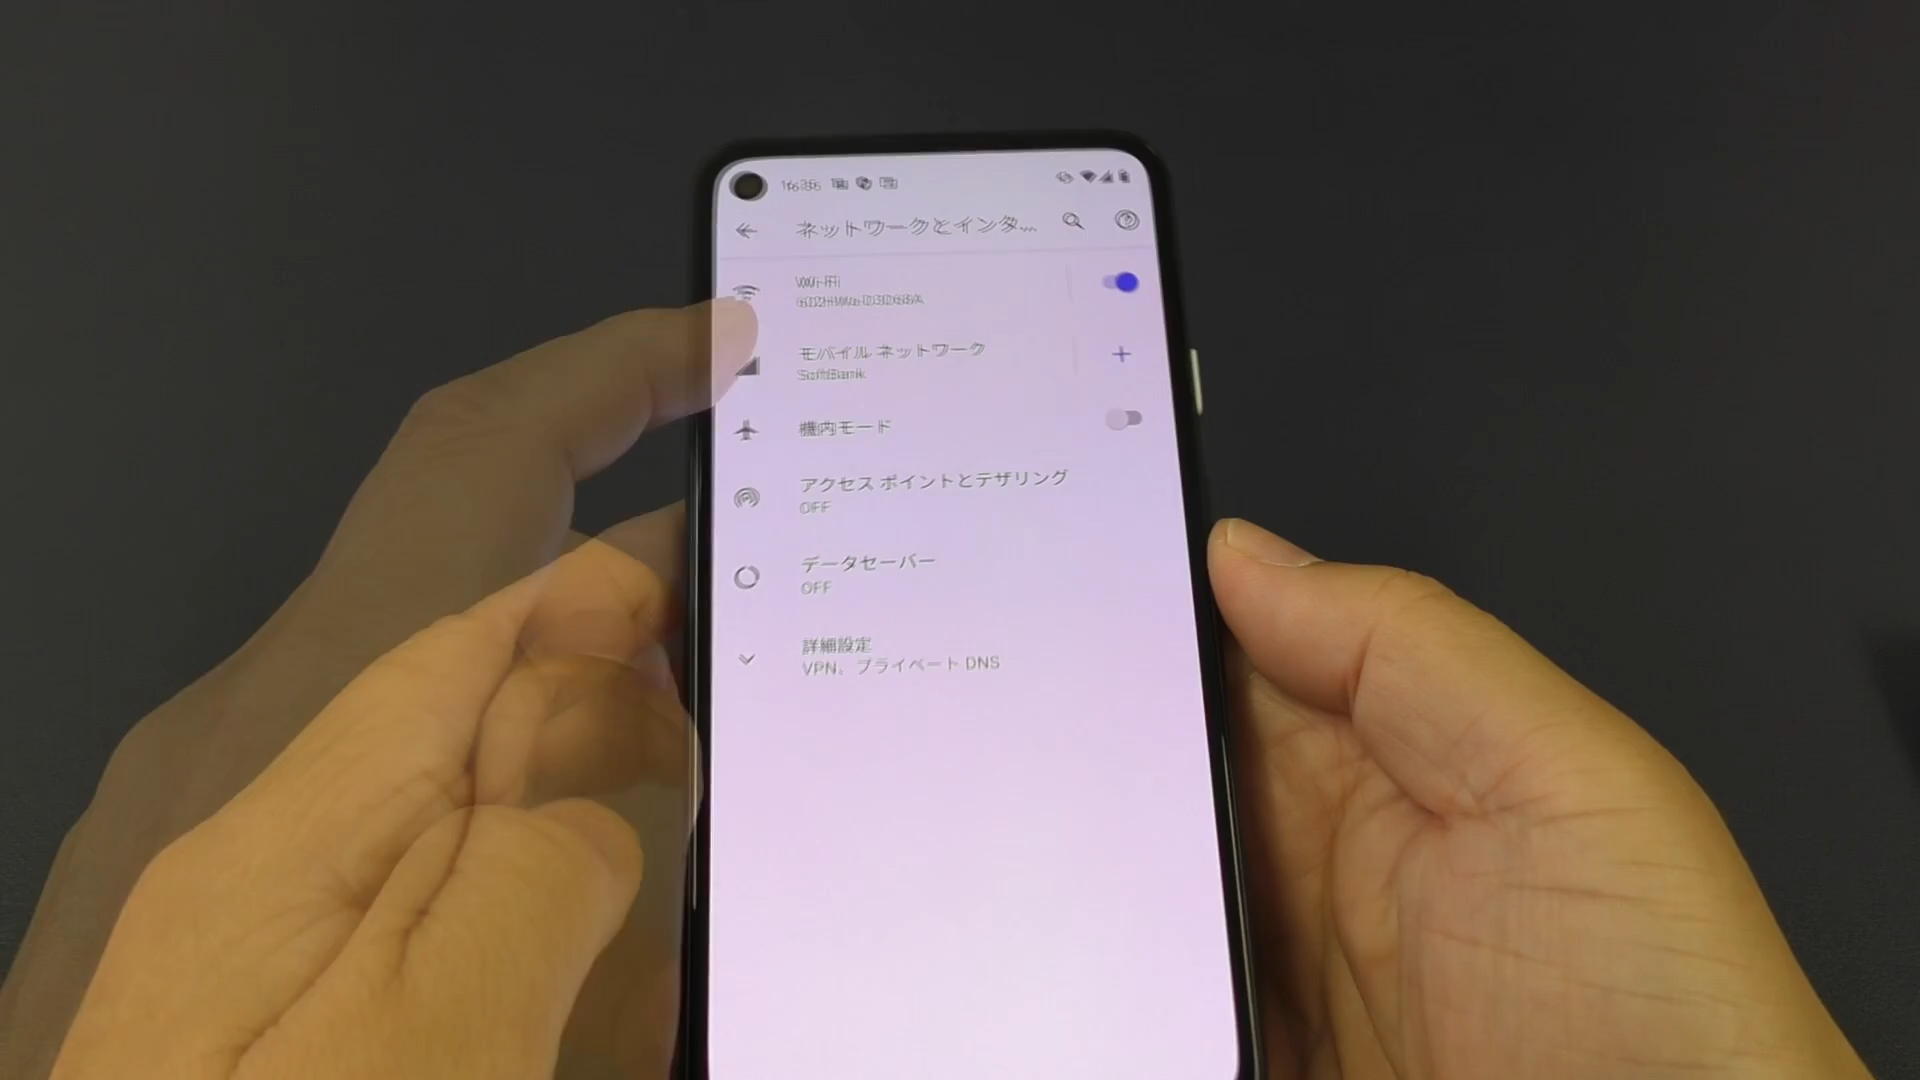 ネットワークとインタ...
Wi-Fi
モバイル ネットワーク
SoftBank
機内モード
アクセス ポイントとテザリング
OFF
データセーバー
OFF
詳細設定
VPN、プライベート DNS